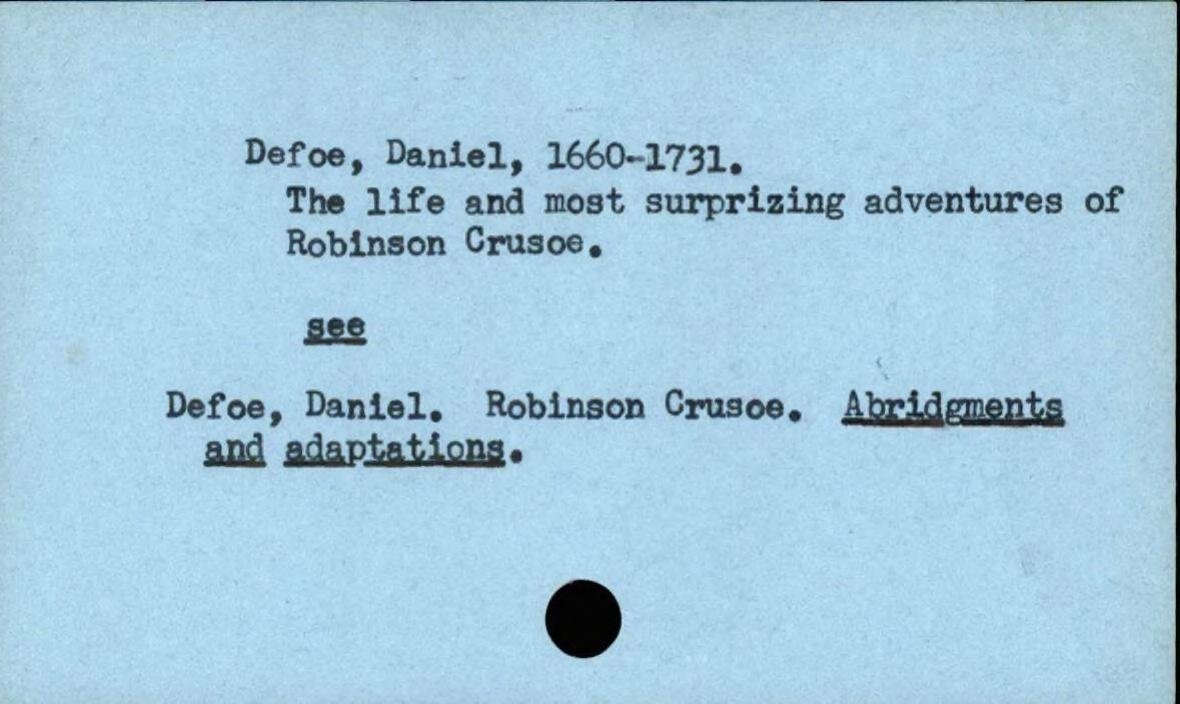 Defoe, Daniel, 1660-1731.
The life and most surprizing adventures of
Robinson Crusoe.
see
Defoe, Daniel. Robinson Crusoe. Abridgments
and adaptations.